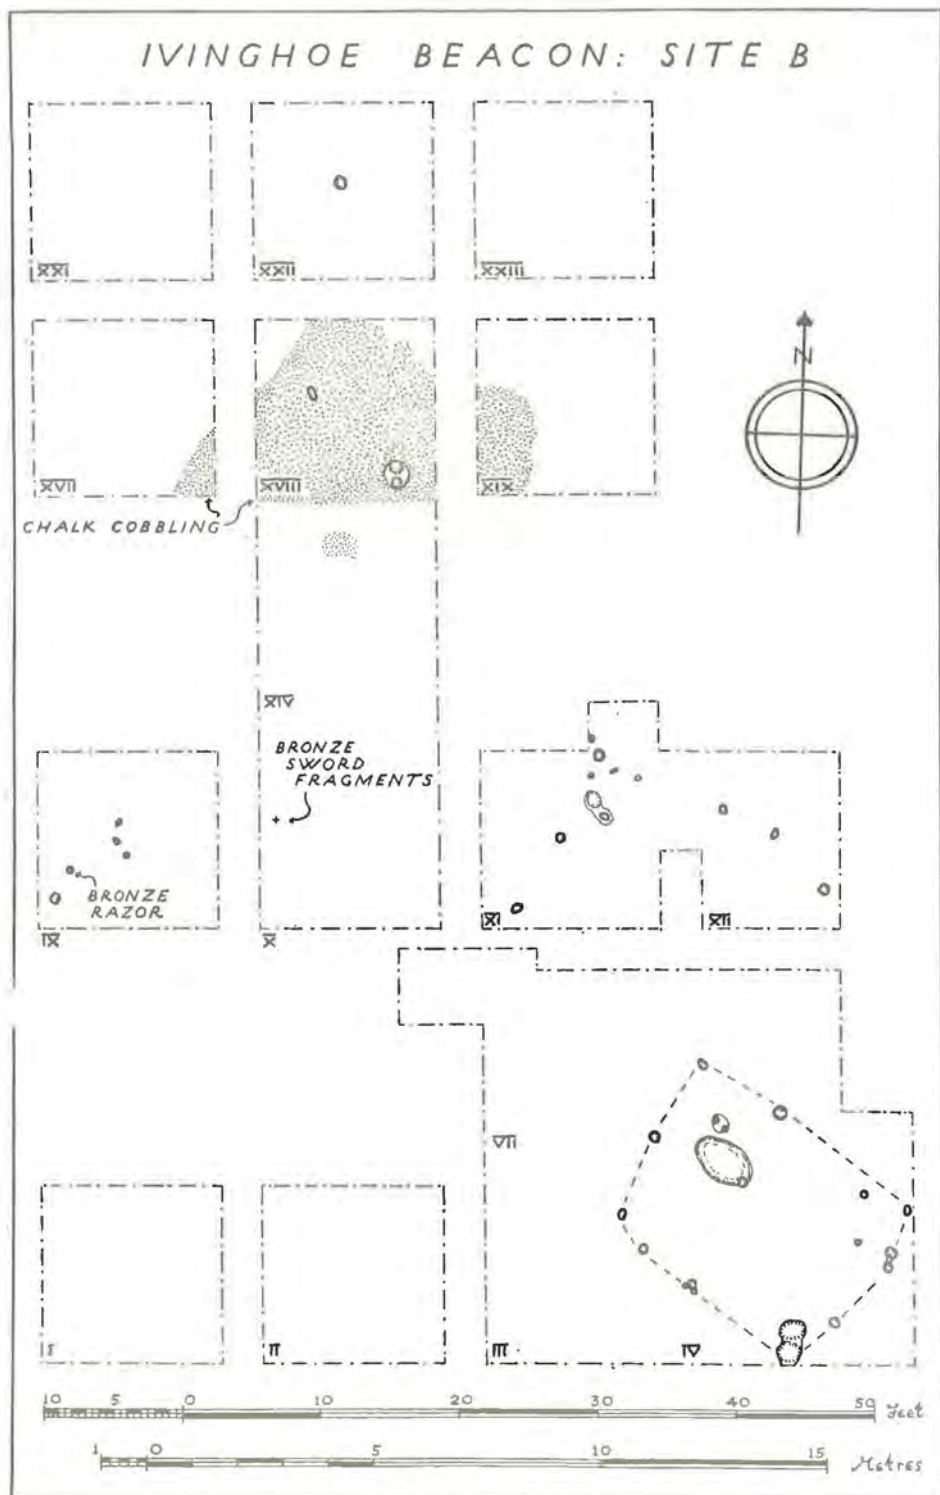 IVINGHOE BEACON: SITE B
XXI
XXII
XXIII
N
XVII
XVIII
XIX
CHALK COBBLING
XIV
BRONZE
SWORD
FRAGMENTS
BRONZE
RAZOR
IX
X
XI
XII
VII
I
II
III
IV
10 5 0 10 20 30 40 50 Feet
1 0 5 10 15 Metres